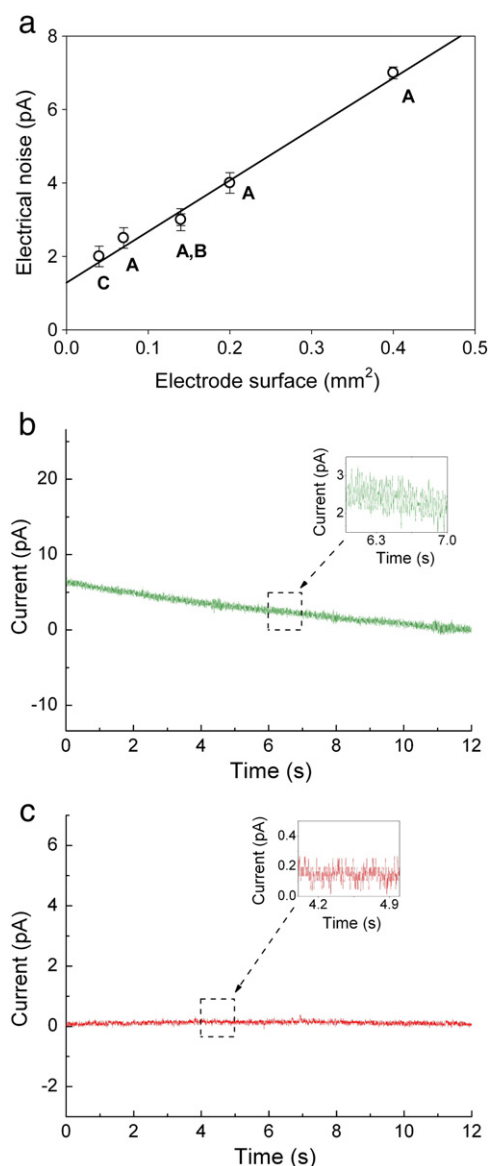 a
Electrical noise (pA)
8
6
4
2
0
A
A
A,B
A
C
0.0 0.1 0.2 0.3 0.4 0.5
Electrode surface (mm²)
b
Current (pA)
20
10
0
-10
Current (pA)
3
2
6.3 7.0
Time (s)
0 2 4 6 8 10 12
Time (s)
c
Current (pA)
6
4
2
0
-2
Current (pA)
0.4
0.2
0.0
4.2 4.9
Time (s)
0 2 4 6 8 10 12
Time (s)